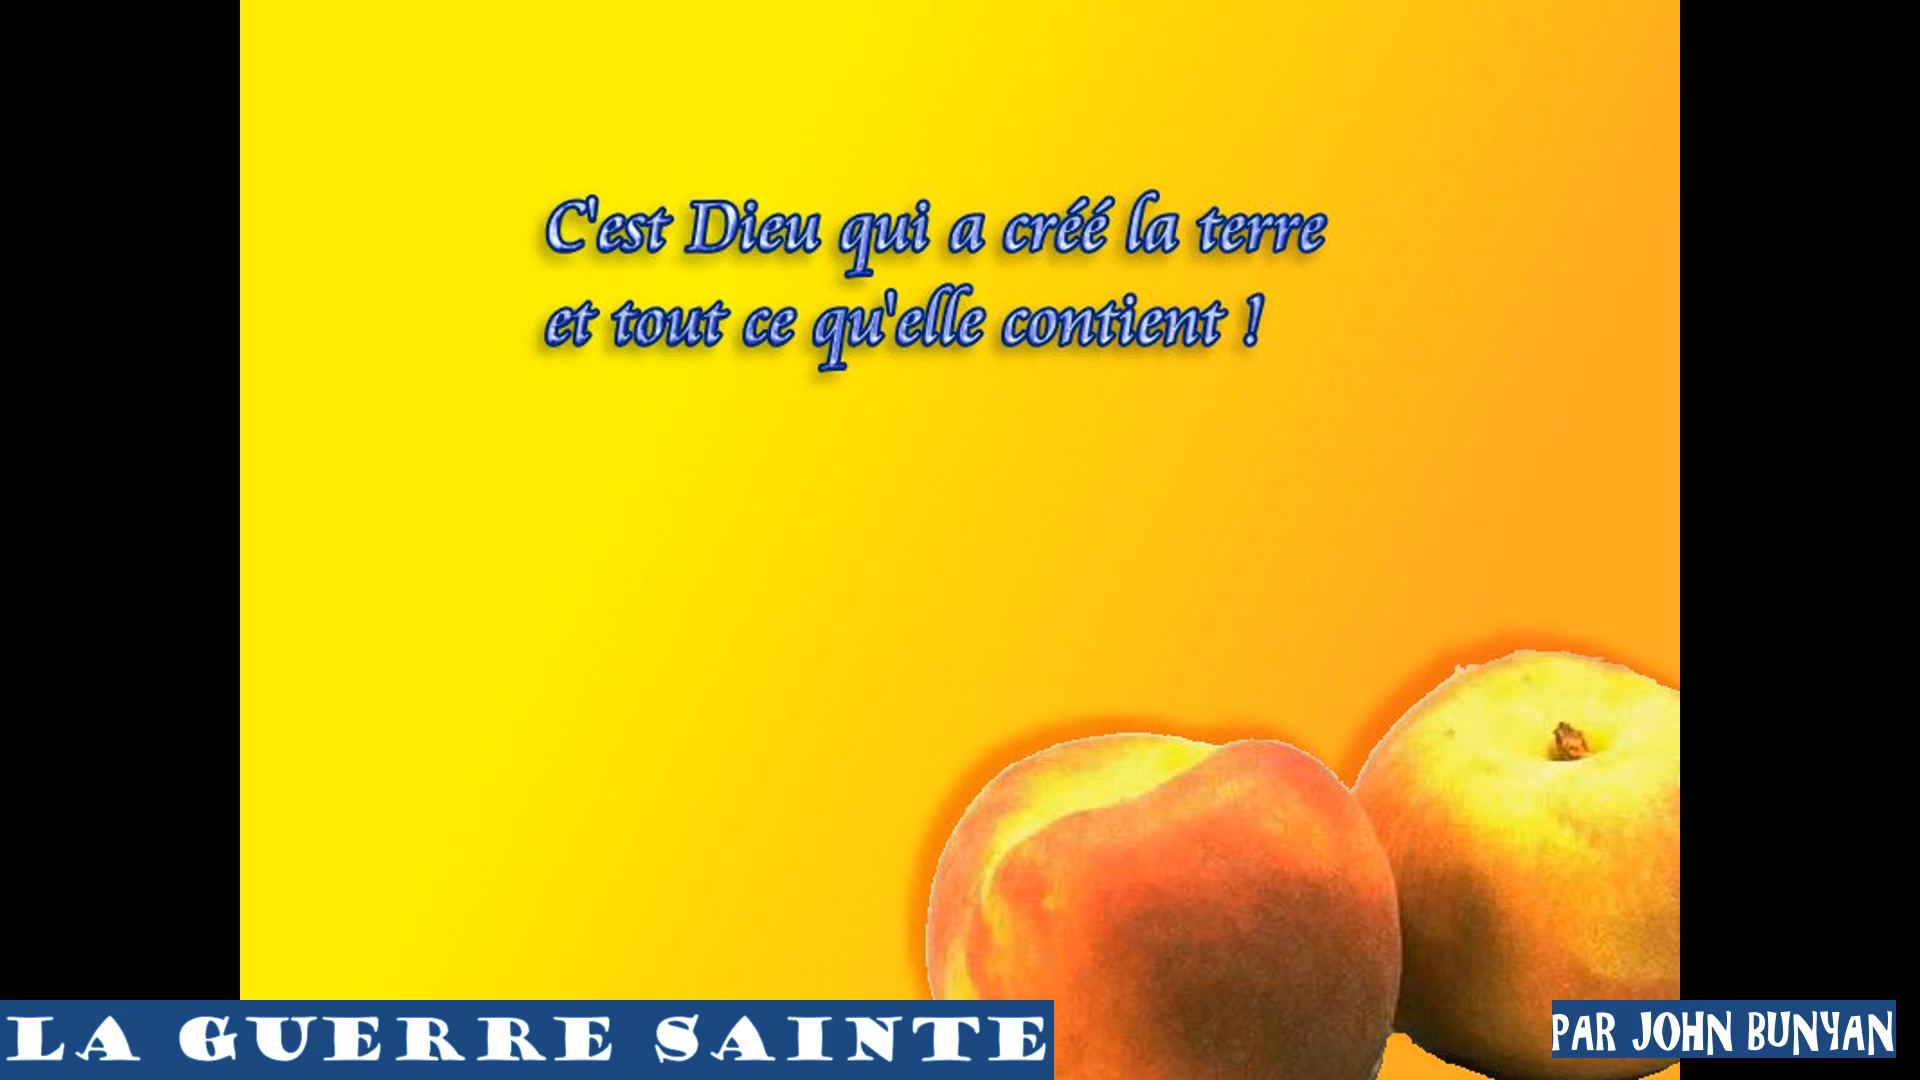 C'est Dieu qui a créé la terre
et tout ce qu'elle contient !
LA GUERRE SAINTE
PAR JOHN BUNYAN